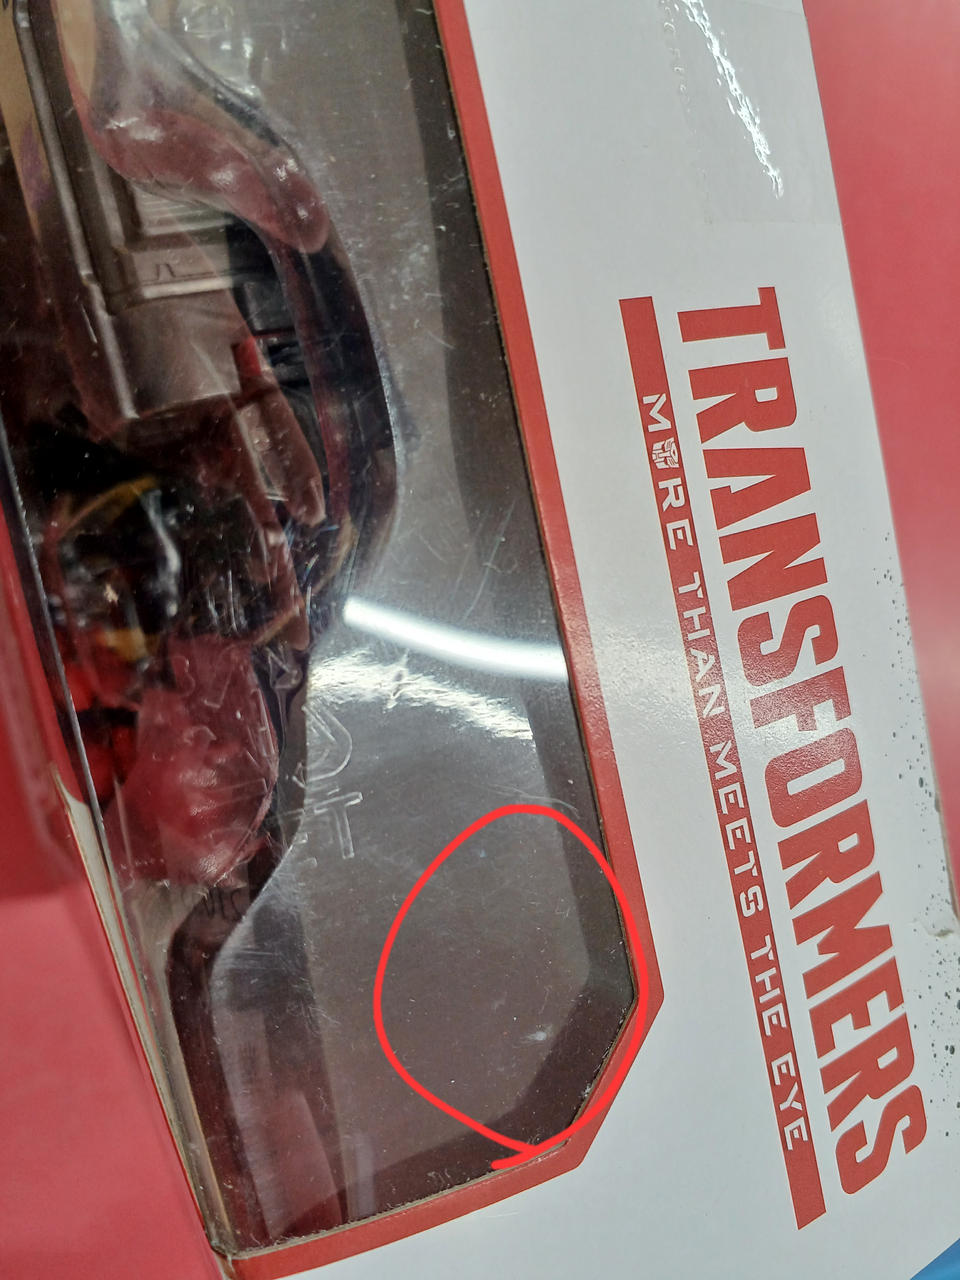 TRANSFORMERS
MORE THAN MEETS THE EYE